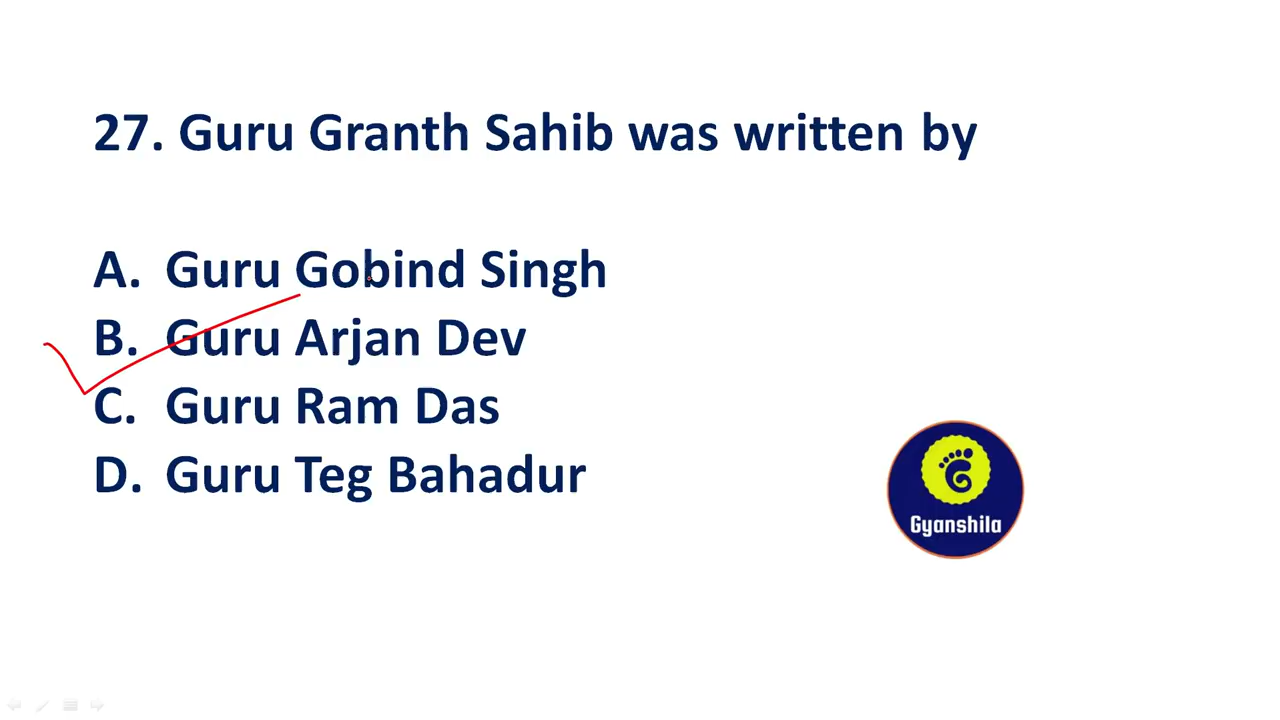 27. Guru Granth Sahib was written by
A. Guru Gobind Singh
B. Guru Arjan Dev
C. Guru Ram Das
D. Guru Teg Bahadur
Gyanshila